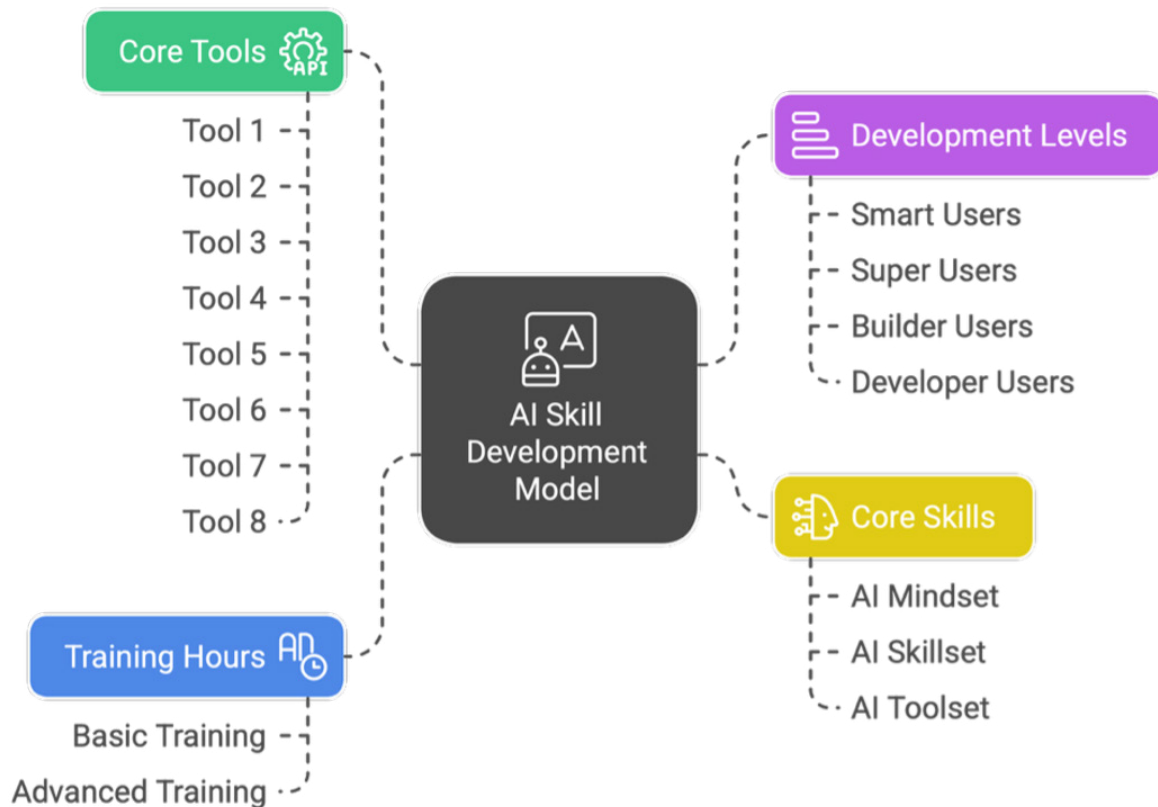 Core Tools
API
Tool 1
Tool 2
Tool 3
Tool 4
Tool 5
Tool 6
Tool 7
Tool 8
Training Hours
Basic Training
Advanced Training
A
AI Skill
Development
Model
Development Levels
Smart Users
Super Users
Builder Users
Developer Users
Core Skills
AI Mindset
AI Skillset
AI Toolset